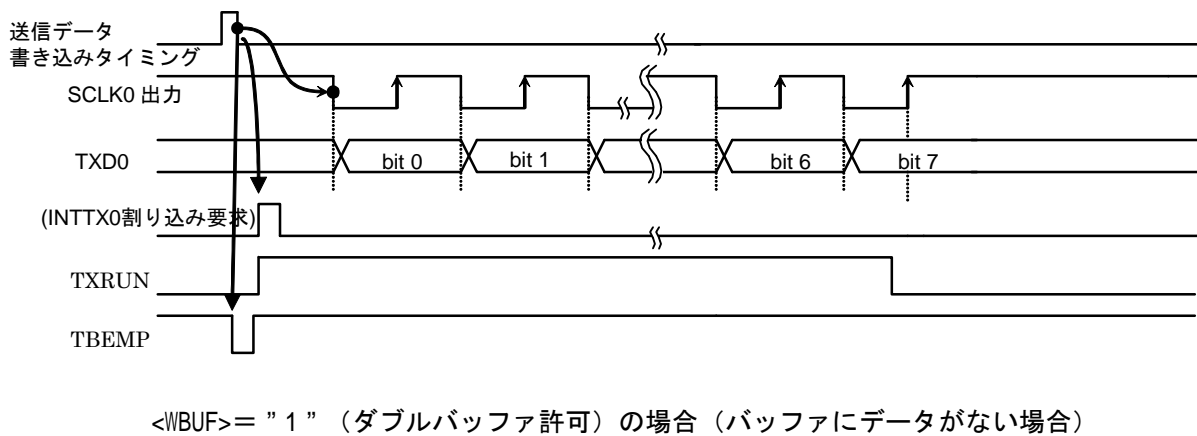 送信データ
書き込みタイミング
SCLK0 出力
TXD0
bit 0
bit 1
bit 6
bit 7
(INTTX0割り込み要求)
TXRUN
TBEMP
<WBUF>＝ ” 1 ” （ダブルバッファ許可）の場合（バッファにデータがない場合）